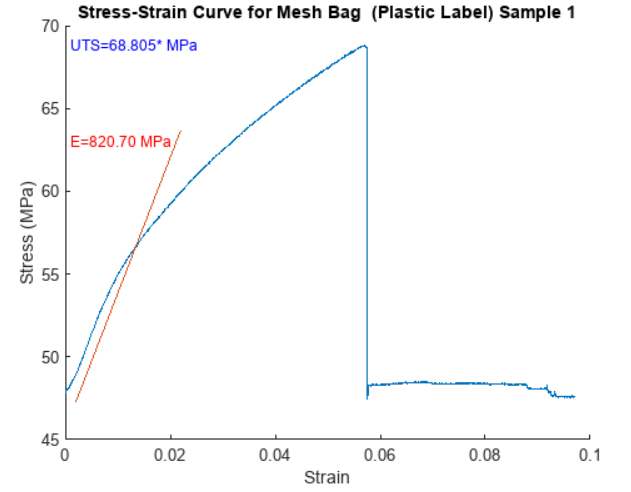 Stress-Strain Curve for Mesh Bag  (Plastic Label) Sample 1
70
UTS=68.805* MPa
65
E=820.70 MPa
60
Stress (MPa)
55
50
45
0 0.02 0.04 0.06 0.08 0.1
Strain